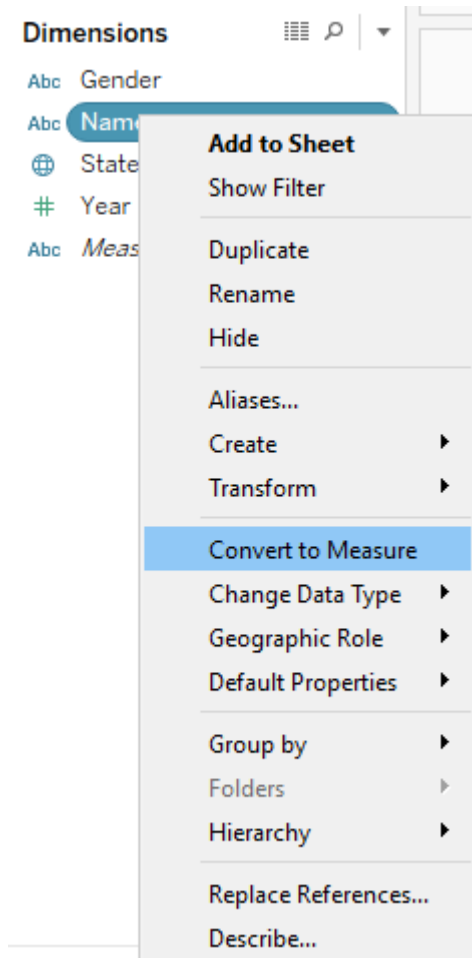 Dimensions
Abc Gender
Abc Name
State
# Year
Abc Meas
Add to Sheet
Show Filter
Duplicate
Rename
Hide
Aliases...
Create
Transform
Convert to Measure
Change Data Type
Geographic Role
Default Properties
Group by
Folders
Hierarchy
Replace References...
Describe...